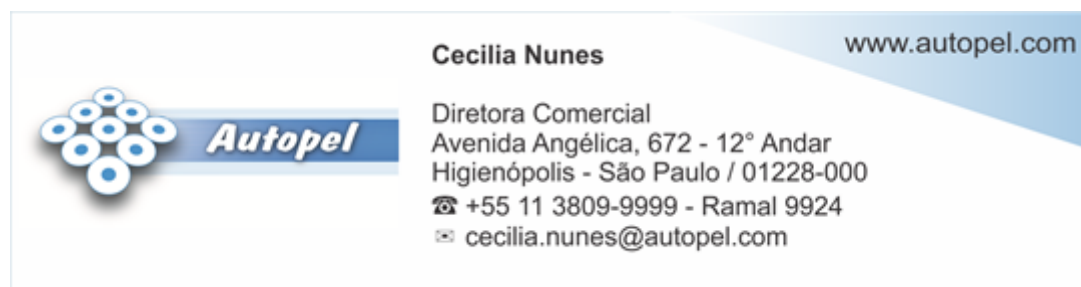 www.autopel.com
Cecilia Nunes
Autopel
Diretora Comercial
Avenida Angélica, 672 - 12° Andar
Higienópolis - São Paulo / 01228-000
☎ +55 11 3809-9999 - Ramal 9924
✉ cecilia.nunes@autopel.com